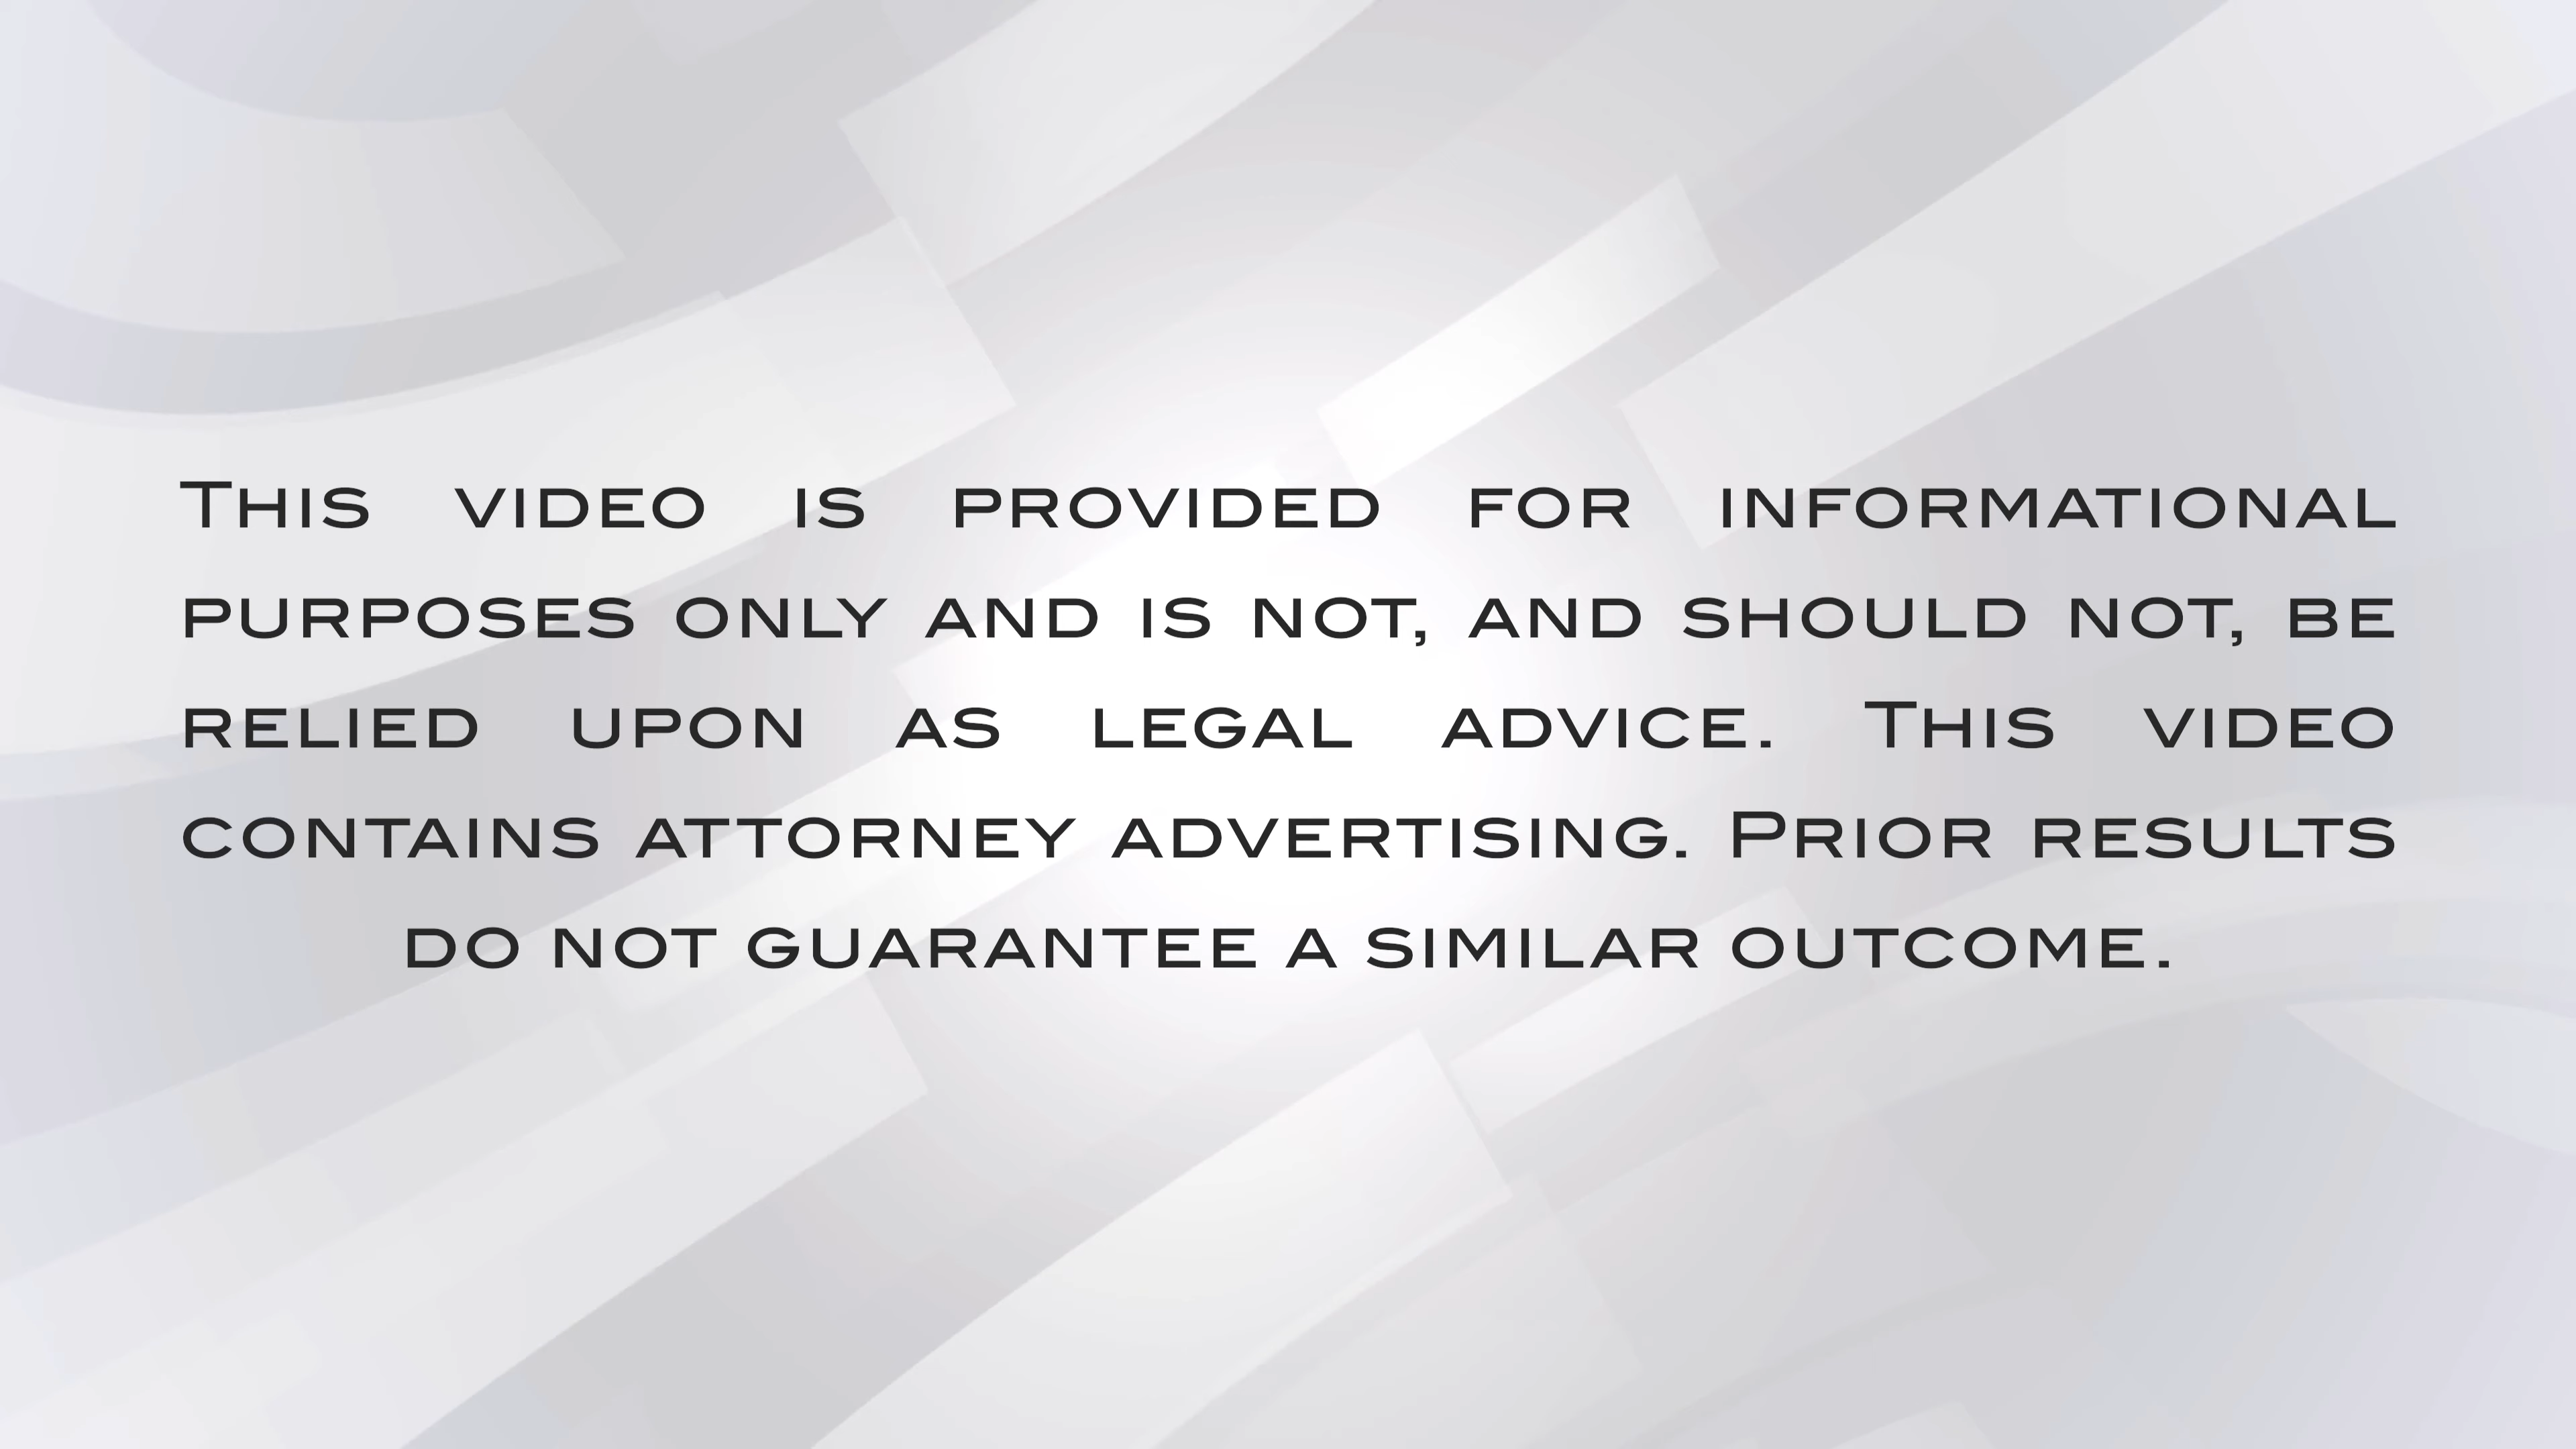 This video is provided for informational
purposes only and is not, and should not, be
relied upon as legal advice. This video
contains attorney advertising. Prior results
do not guarantee a similar outcome.